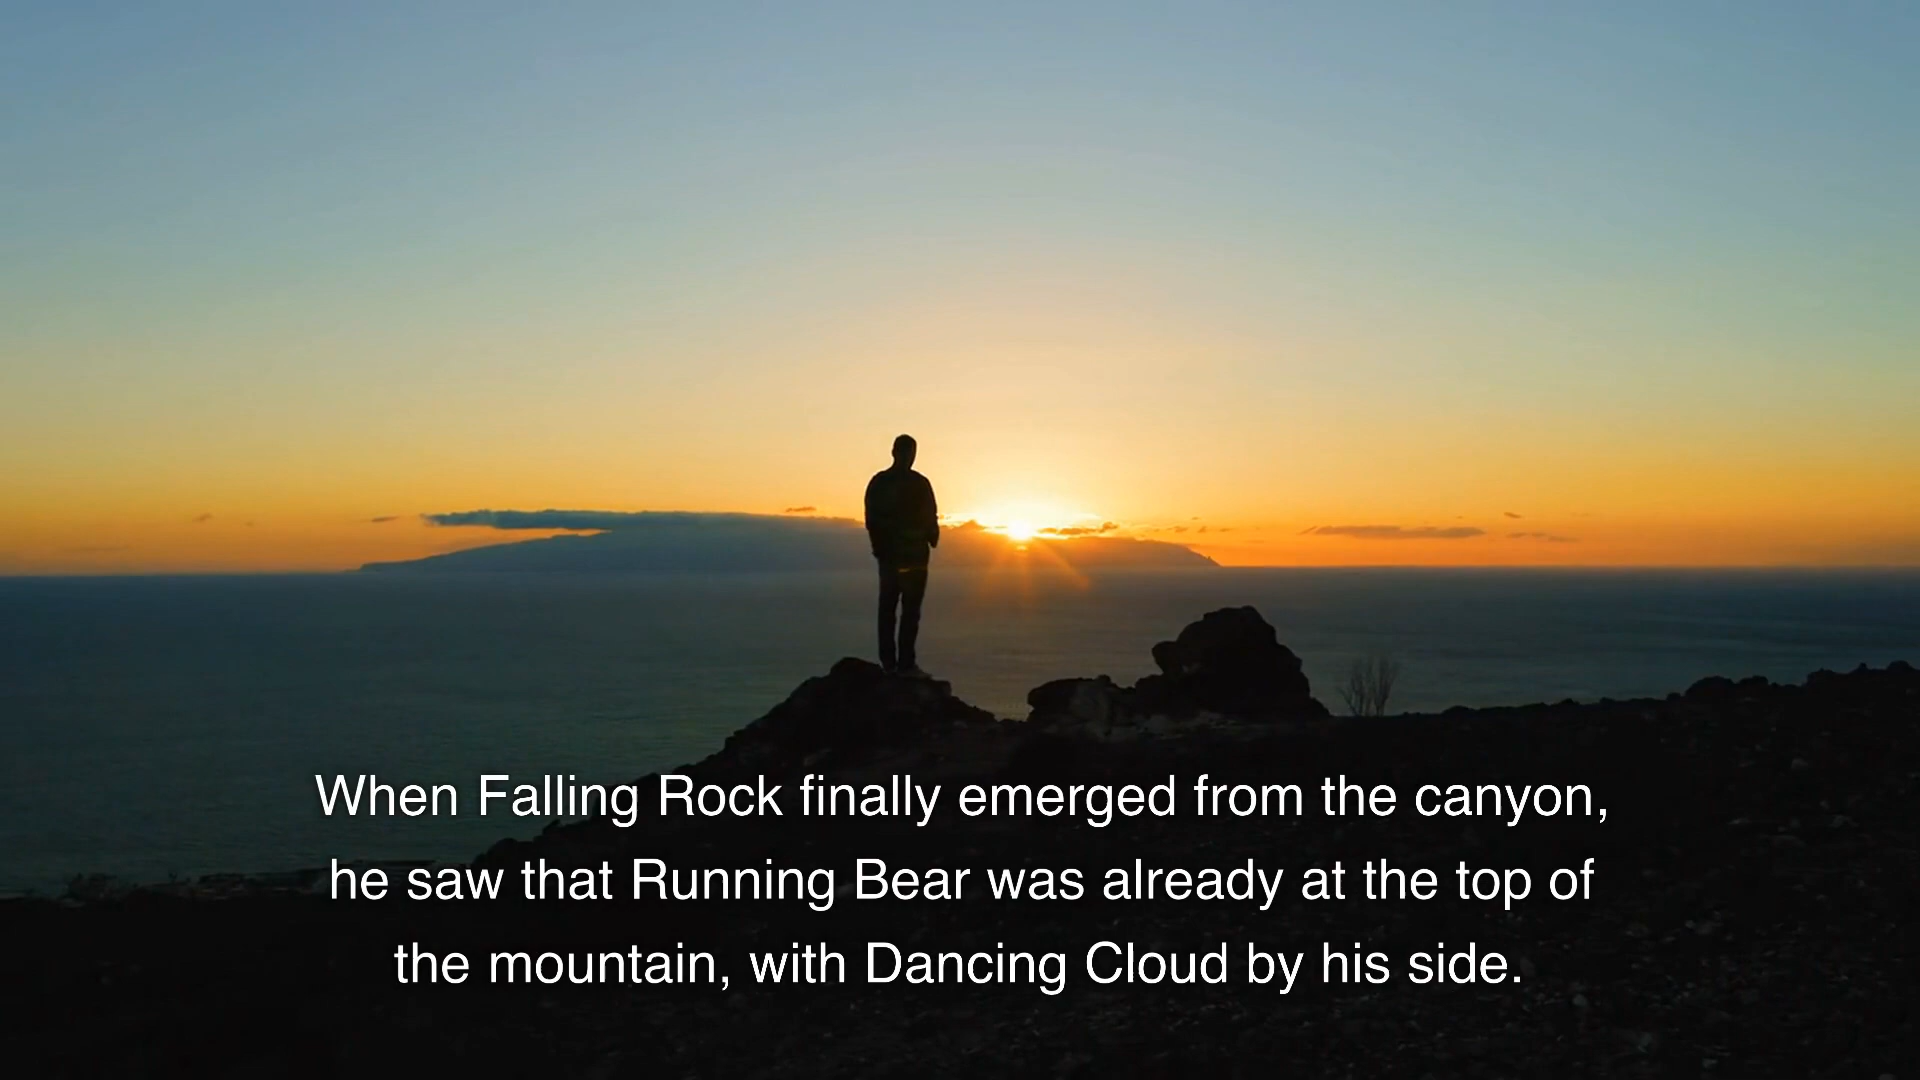 When Falling Rock finally emerged from the canyon,
he saw that Running Bear was already at the top of
the mountain, with Dancing Cloud by his side.